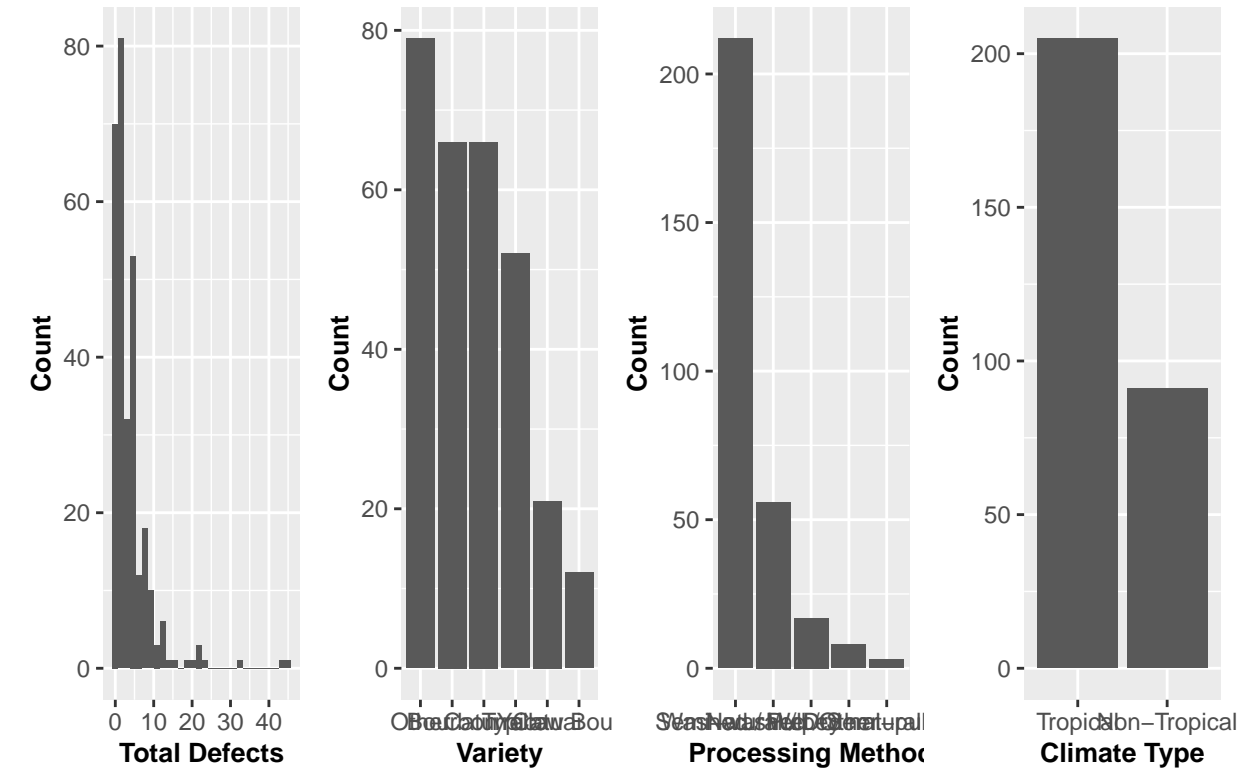 80
60
40
20
0
Count
0 10 20 30 40
Total Defects
80
60
40
20
0
Count
Variety
200
150
100
50
0
Count
Processing Method
200
150
100
50
0
Count
Tropical Non−Tropical
Climate Type